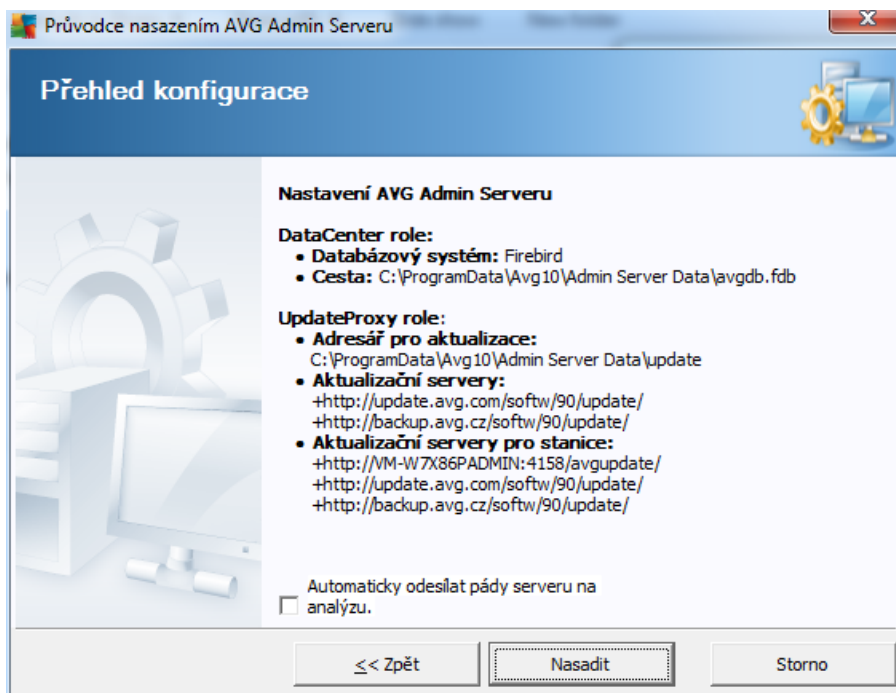 Průvodce nasazením AVG Admin Serveru
Přehled konfigurace
Nastavení AVG Admin Serveru
DataCenter role:
• Databázový systém: Firebird
• Cesta: C:\ProgramData\Avg10\Admin Server Data\avgdb.fdb
UpdateProxy role:
• Adresář pro aktualizace:
C:\ProgramData\Avg10\Admin Server Data\update
• Aktualizační servery:
+http://update.avg.com/softw/90/update/
+http://backup.avg.cz/softw/90/update/
• Aktualizační servery pro stanice:
+http://VM-W7X86PADMIN:4158/avgupdate/
+http://update.avg.com/softw/90/update/
+http://backup.avg.cz/softw/90/update/
Automaticky odesílat pády serveru na
analýzu.
<< Zpět
Nasadit
Storno